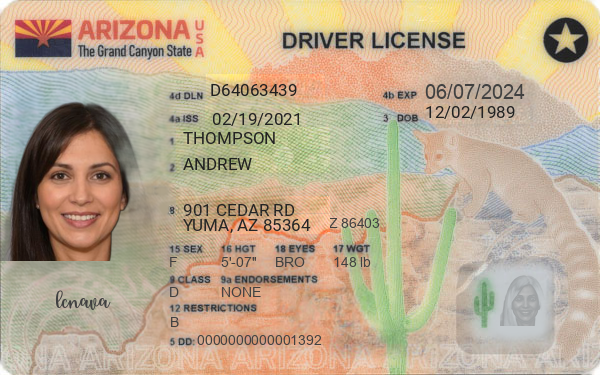 ARIZONA USA
The Grand Canyon State
DRIVER LICENSE
4d DLN D64063439
4b EXP 06/07/2024
4a ISS 02/19/2021
3 DOB 12/02/1989
1 THOMPSON
2 ANDREW
8 901 CEDAR RD
YUMA, AZ 85364 Z 86403
15 SEX 16 HGT 18 EYES 17 WGT
F 5'-07" BRO 148 lb
9 CLASS 9a ENDORSEMENTS
D NONE
12 RESTRICTIONS
B
5 DD: 0000000000001392
lenava
ARIZONA ARIZONA ARIZONA ARIZONA